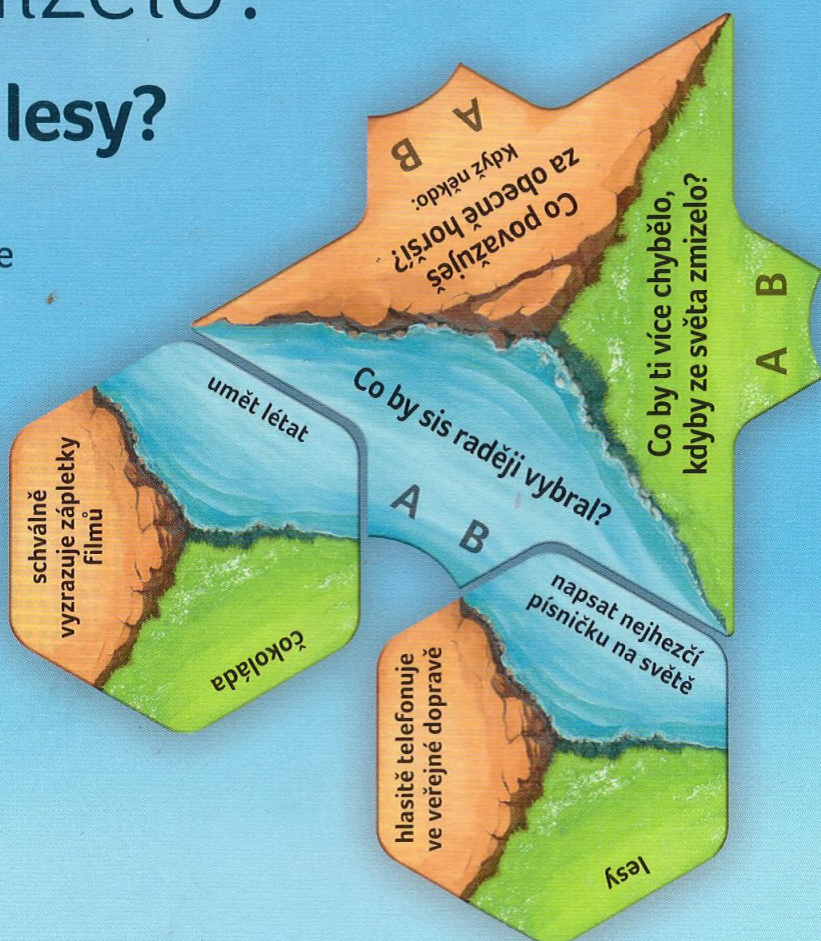 lesy?
e
A B
Když někdo:
Co považuješ
za obecně horší?
Co by ti více chybělo,
kdyby ze světa zmizelo?
A B
Co by sis raději vybral?
A B
umět létat
schválně
vyzrazuje zápletky
filmů
čokoláda
napsat nejhezčí
písničku na světě
hlasitě telefonuje
ve veřejné dopravě
lesy